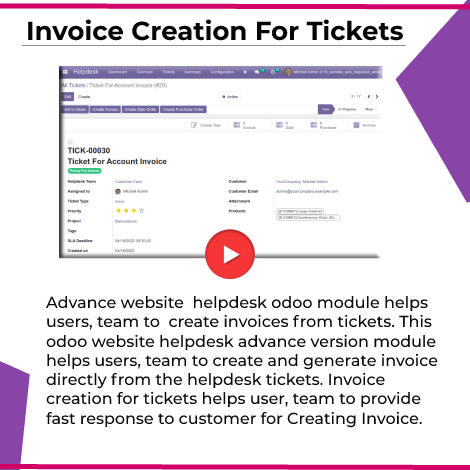 Invoice Creation For Tickets
Helpdesk Dashboard Overview Tickets Summary Configuration
All Tickets / Ticket For Account Invoice (#29)
Edit Create Action 3 / 17
Set to Close Create Invoice Create Sale Order Create Purchase Order New In Progress More
Create Task Invoice Sale Purchase Archive
TICK-00030
Ticket For Account Invoice
Helpdesk Team Customer Care Customer YourCompany, Mitchell Admin
Assigned to Mitchell Admin Customer Email admin@yourcompany.example.com
Ticket Type Issue Attachment
Priority Products
Project Renovations
Tags
SLA Deadline 04/19/2022 09:30:00
Created on 04/18/2022
Advance website helpdesk odoo module helps
users, team to create invoices from tickets. This
odoo website helpdesk advance version module
helps users, team to create and generate invoice
directly from the helpdesk tickets. Invoice
creation for tickets helps user, team to provide
fast response to customer for Creating Invoice.